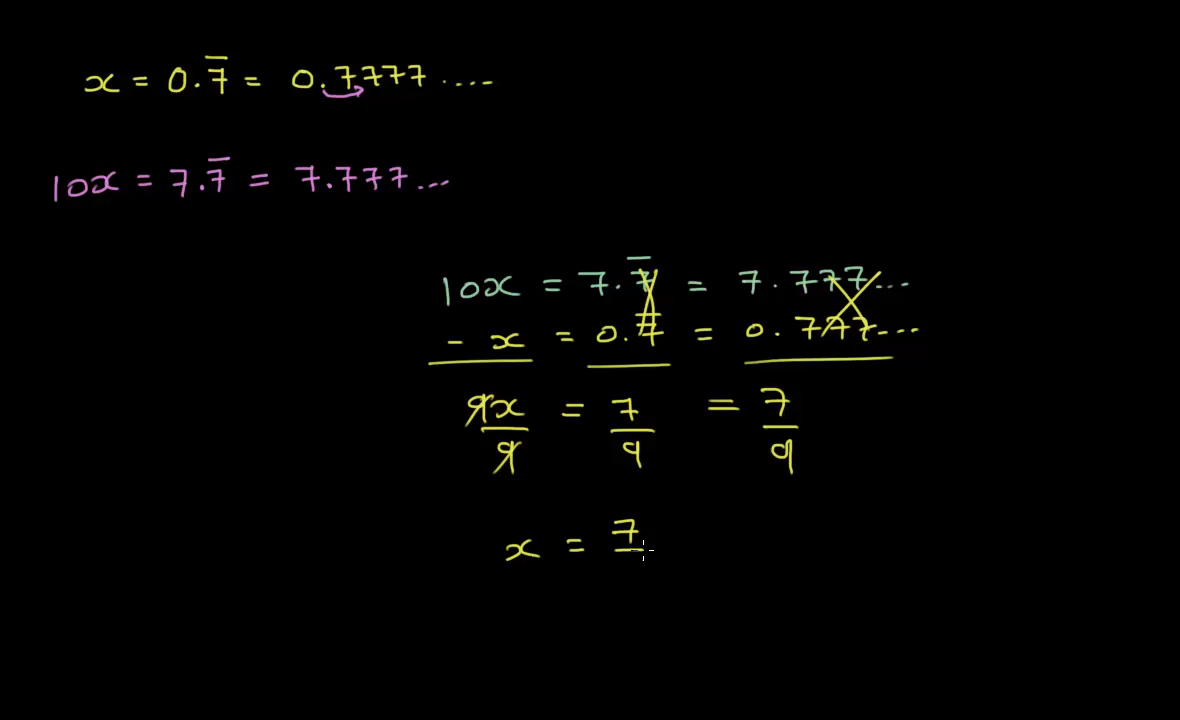 x = 0.7̅ = 0.7777 ....
10x = 7.7̅ = 7.777...
10x = 7.7̅ = 7.777...
- x = 0.7̅ = 0.777...
9x/9 = 7/9 = 7/9
x = 7